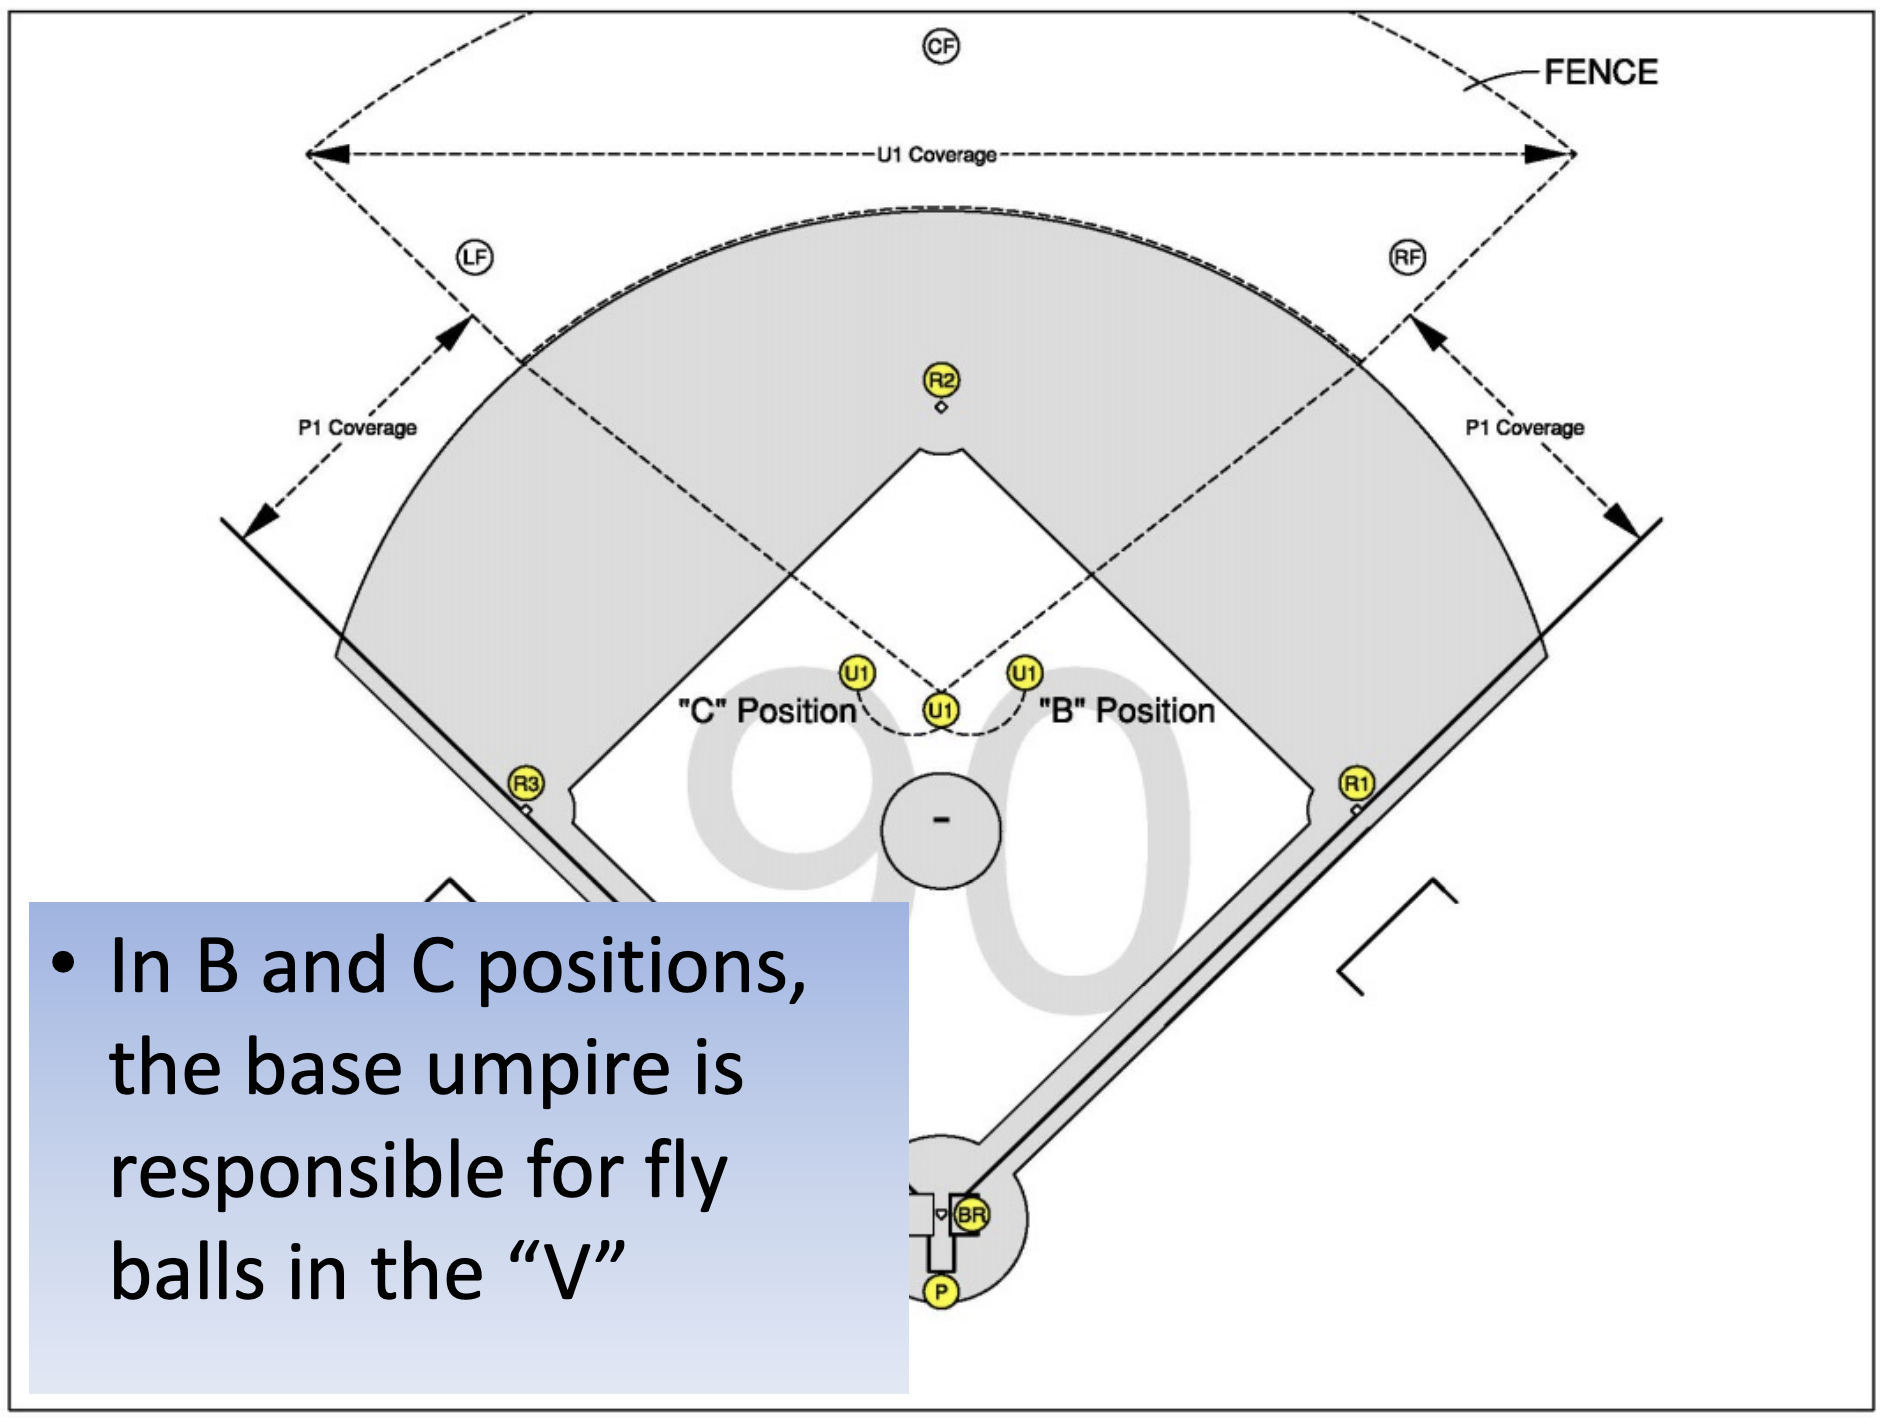 CF
FENCE
U1 Coverage
LF
RF
R2
P1 Coverage
P1 Coverage
U1
U1
"C" Position
U1
"B" Position
R3
R1
90
• In B and C positions,
the base umpire is
responsible for fly
balls in the “V”
BR
P